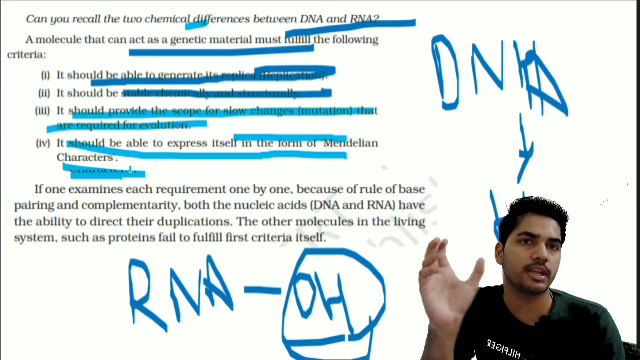 Can you recall the two chemical differences between DNA and RNA?
A molecule that can act as a genetic material must fulfill the following
criteria:
(i) It should be able to generate its replica (Replication).
(ii) It should be stable chemically and structurally.
(iii) It should provide the scope for slow changes (mutation) that
are required for evolution.
(iv) It should be able to express itself in the form of 'Mendelian
Characters'.
If one examines each requirement one by one, because of rule of base
pairing and complementarity, both the nucleic acids (DNA and RNA) have
the ability to direct their duplications. The other molecules in the living
system, such as proteins fail to fulfill first criteria itself.
DNA
RNA - OH
HILFIGER